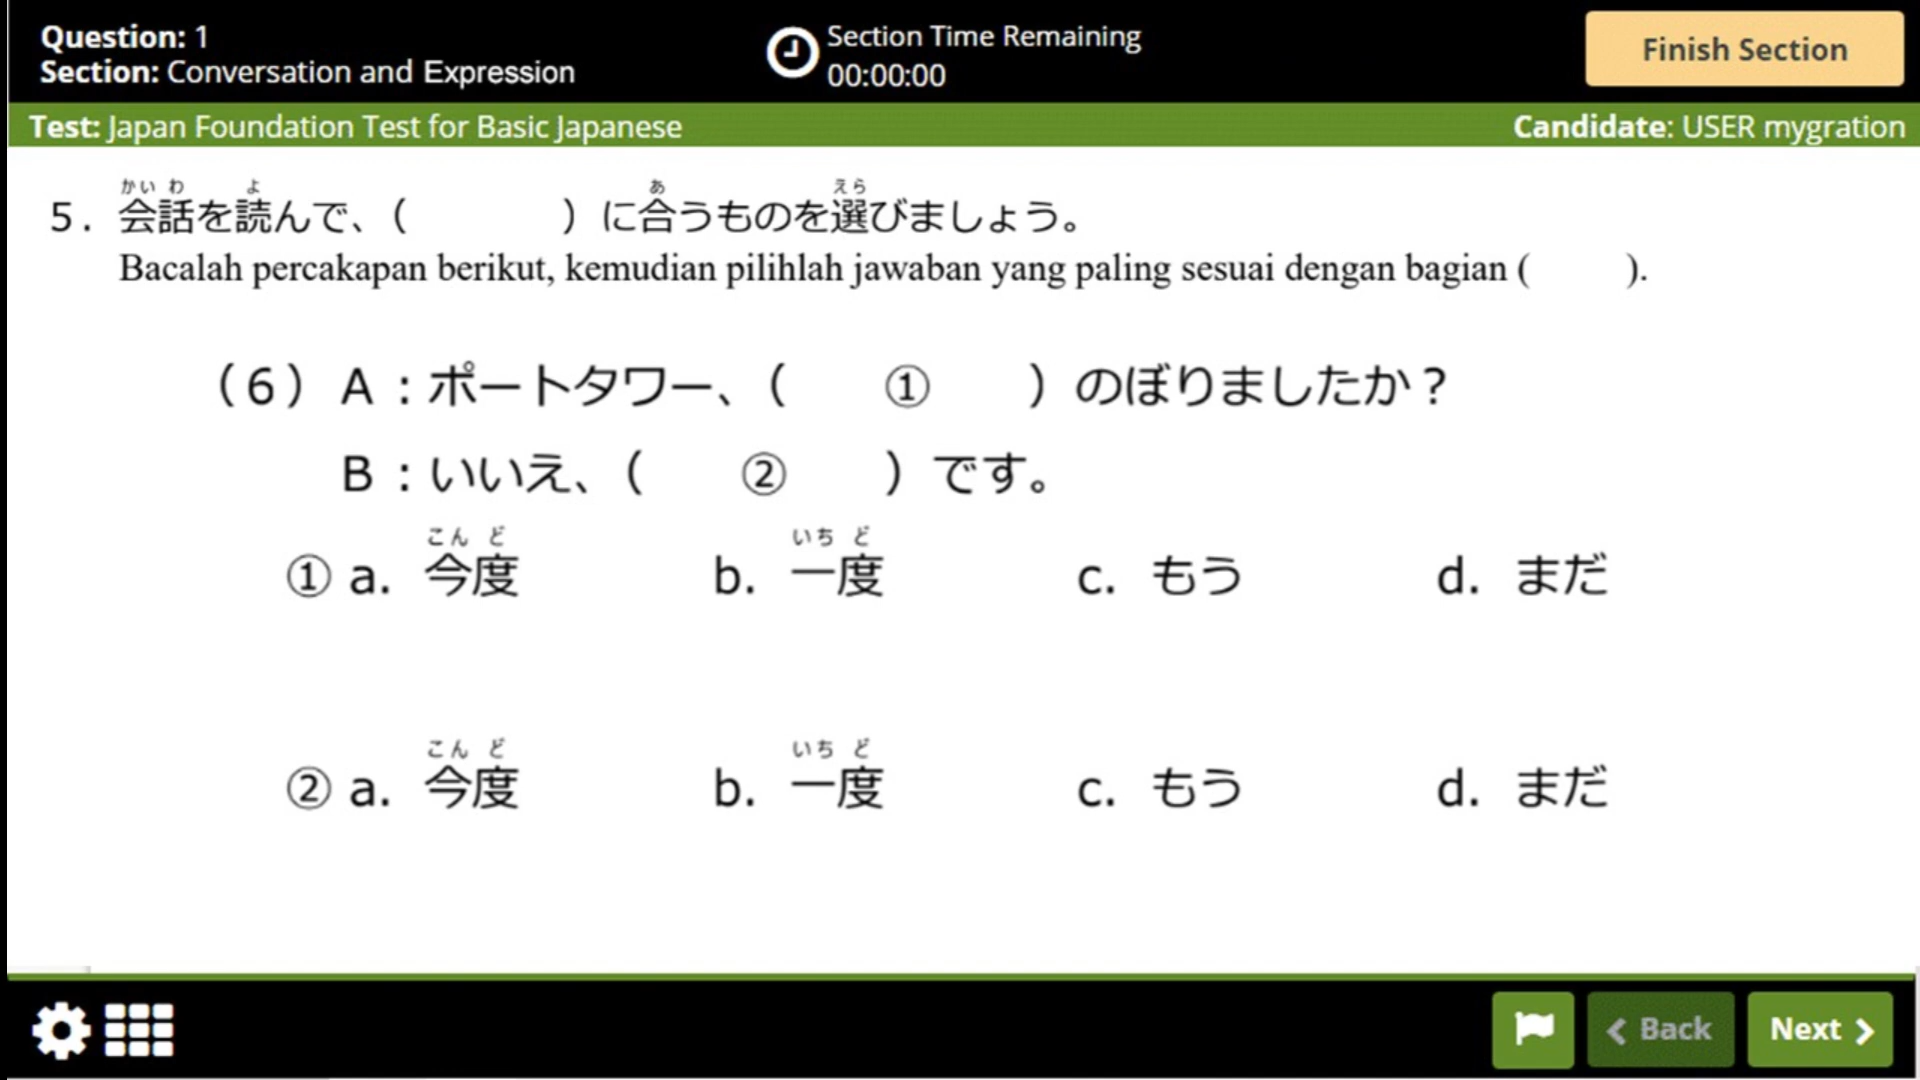 Question: 1
Section: Conversation and Expression
Section Time Remaining
00:00:00
Finish Section
Test: Japan Foundation Test for Basic Japanese
Candidate: USER mygration
かいわ よ あ えら
5. 会話を読んで、( )に合うものを選びましょう。
Bacalah percakapan berikut, kemudian pilihlah jawaban yang paling sesuai dengan bagian ( ).
(6) A:ポートタワー、( ① )のぼりましたか?
B:いいえ、( ② )です。
こんど いちど
① a. 今度 b. 一度 c. もう d. まだ
こんど いちど
② a. 今度 b. 一度 c. もう d. まだ
Back
Next